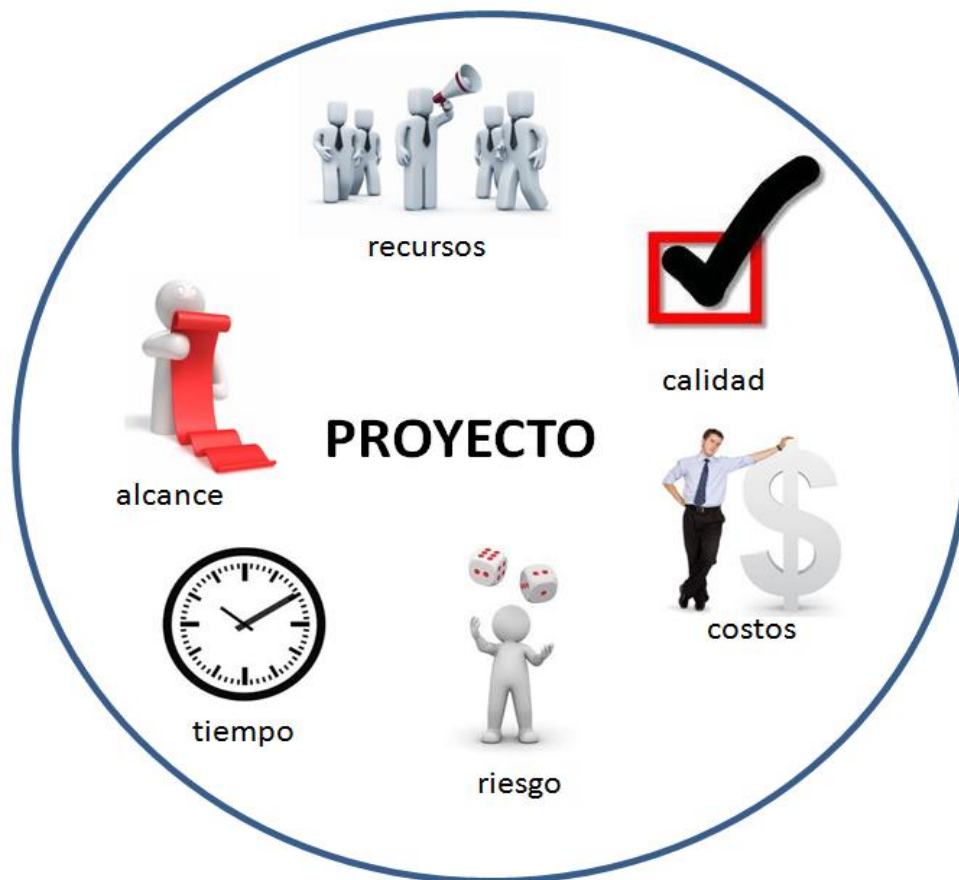 recursos
calidad
PROYECTO
alcance
costos
tiempo
riesgo